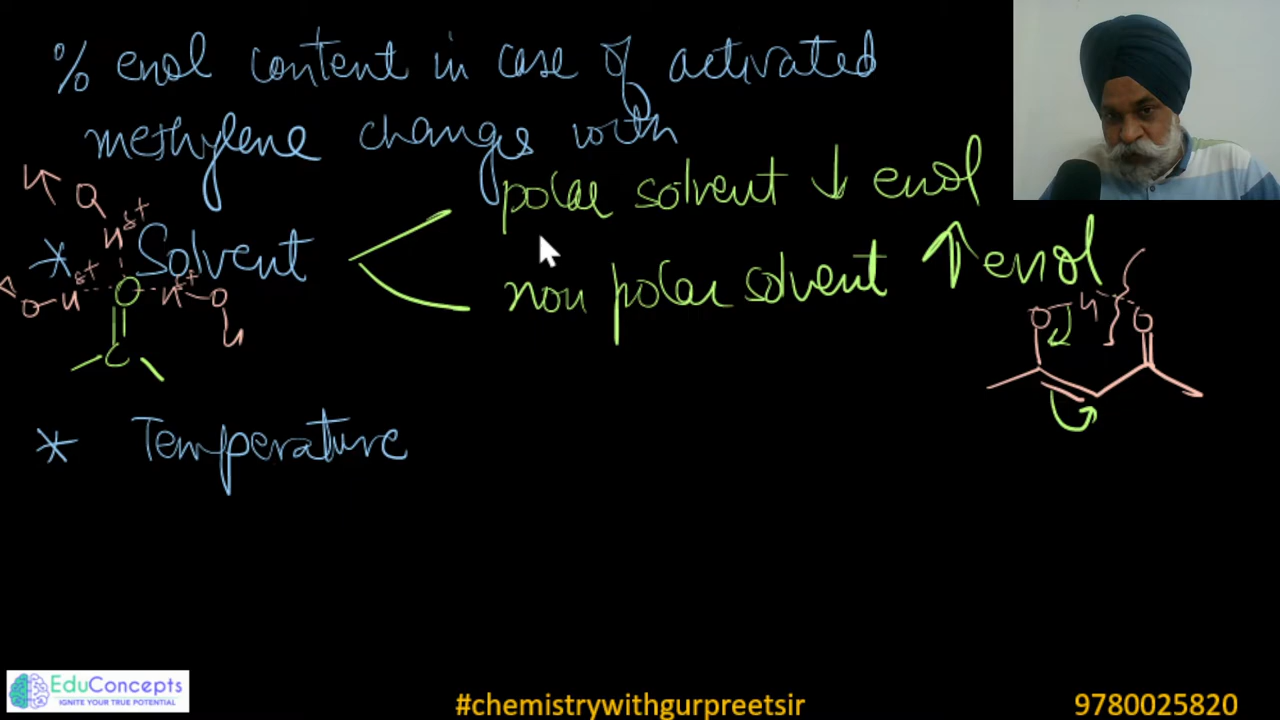 % enol content in case of activated
methylene changes with
polar solvent ↓ enol
* Solvent
non polar solvent ↑ enol
H O
H δ+
O H δ+ O H δ+ O
H
C
O H O
* Temperature
EduConcepts
IGNITE YOUR TRUE POTENTIAL
#chemistrywithgurpreetsir
9780025820